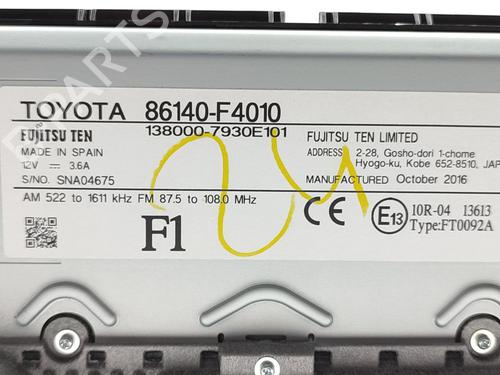 TOYOTA 86140-F4010
FUJITSU TEN 138000-7930E101 FUJITSU TEN LIMITED
MADE IN SPAIN ADDRESS 2-28, Gosho-dori 1-chome
12V 3.6A Hyogo-ku, Kobe 652-8510, JAP
S/NO. SNA04675 MANUFACTURED October 2016
AM 522 to 1611 kHz FM 87.5 to 108.0 MHz
F1 CE E13 10R-04 13613
Type:FT0092A
24